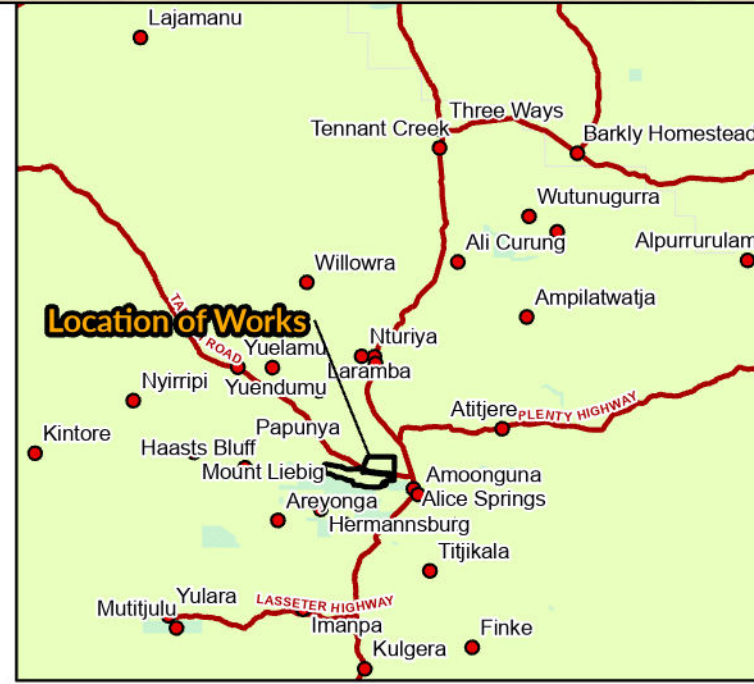 Lajamanu
Three Ways
Tennant Creek
Barkly Homestead
Wutunugurra
Ali Curung
Alpurrurulam
Willowra
Ampilatwatja
Location of Works
ROAD
Nturiya
Yuelamu
Laramba
Nyirripi
Yuendumu
Atitjere
PLENTY HIGHWAY
Papunya
Kintore
Haasts Bluff
Mount Liebig
Amoonguna
Areyonga
Alice Springs
Hermannsburg
Titjikala
Yulara
Mutitjulu
LASSETER HIGHWAY
Imanpa
Finke
Kulgera